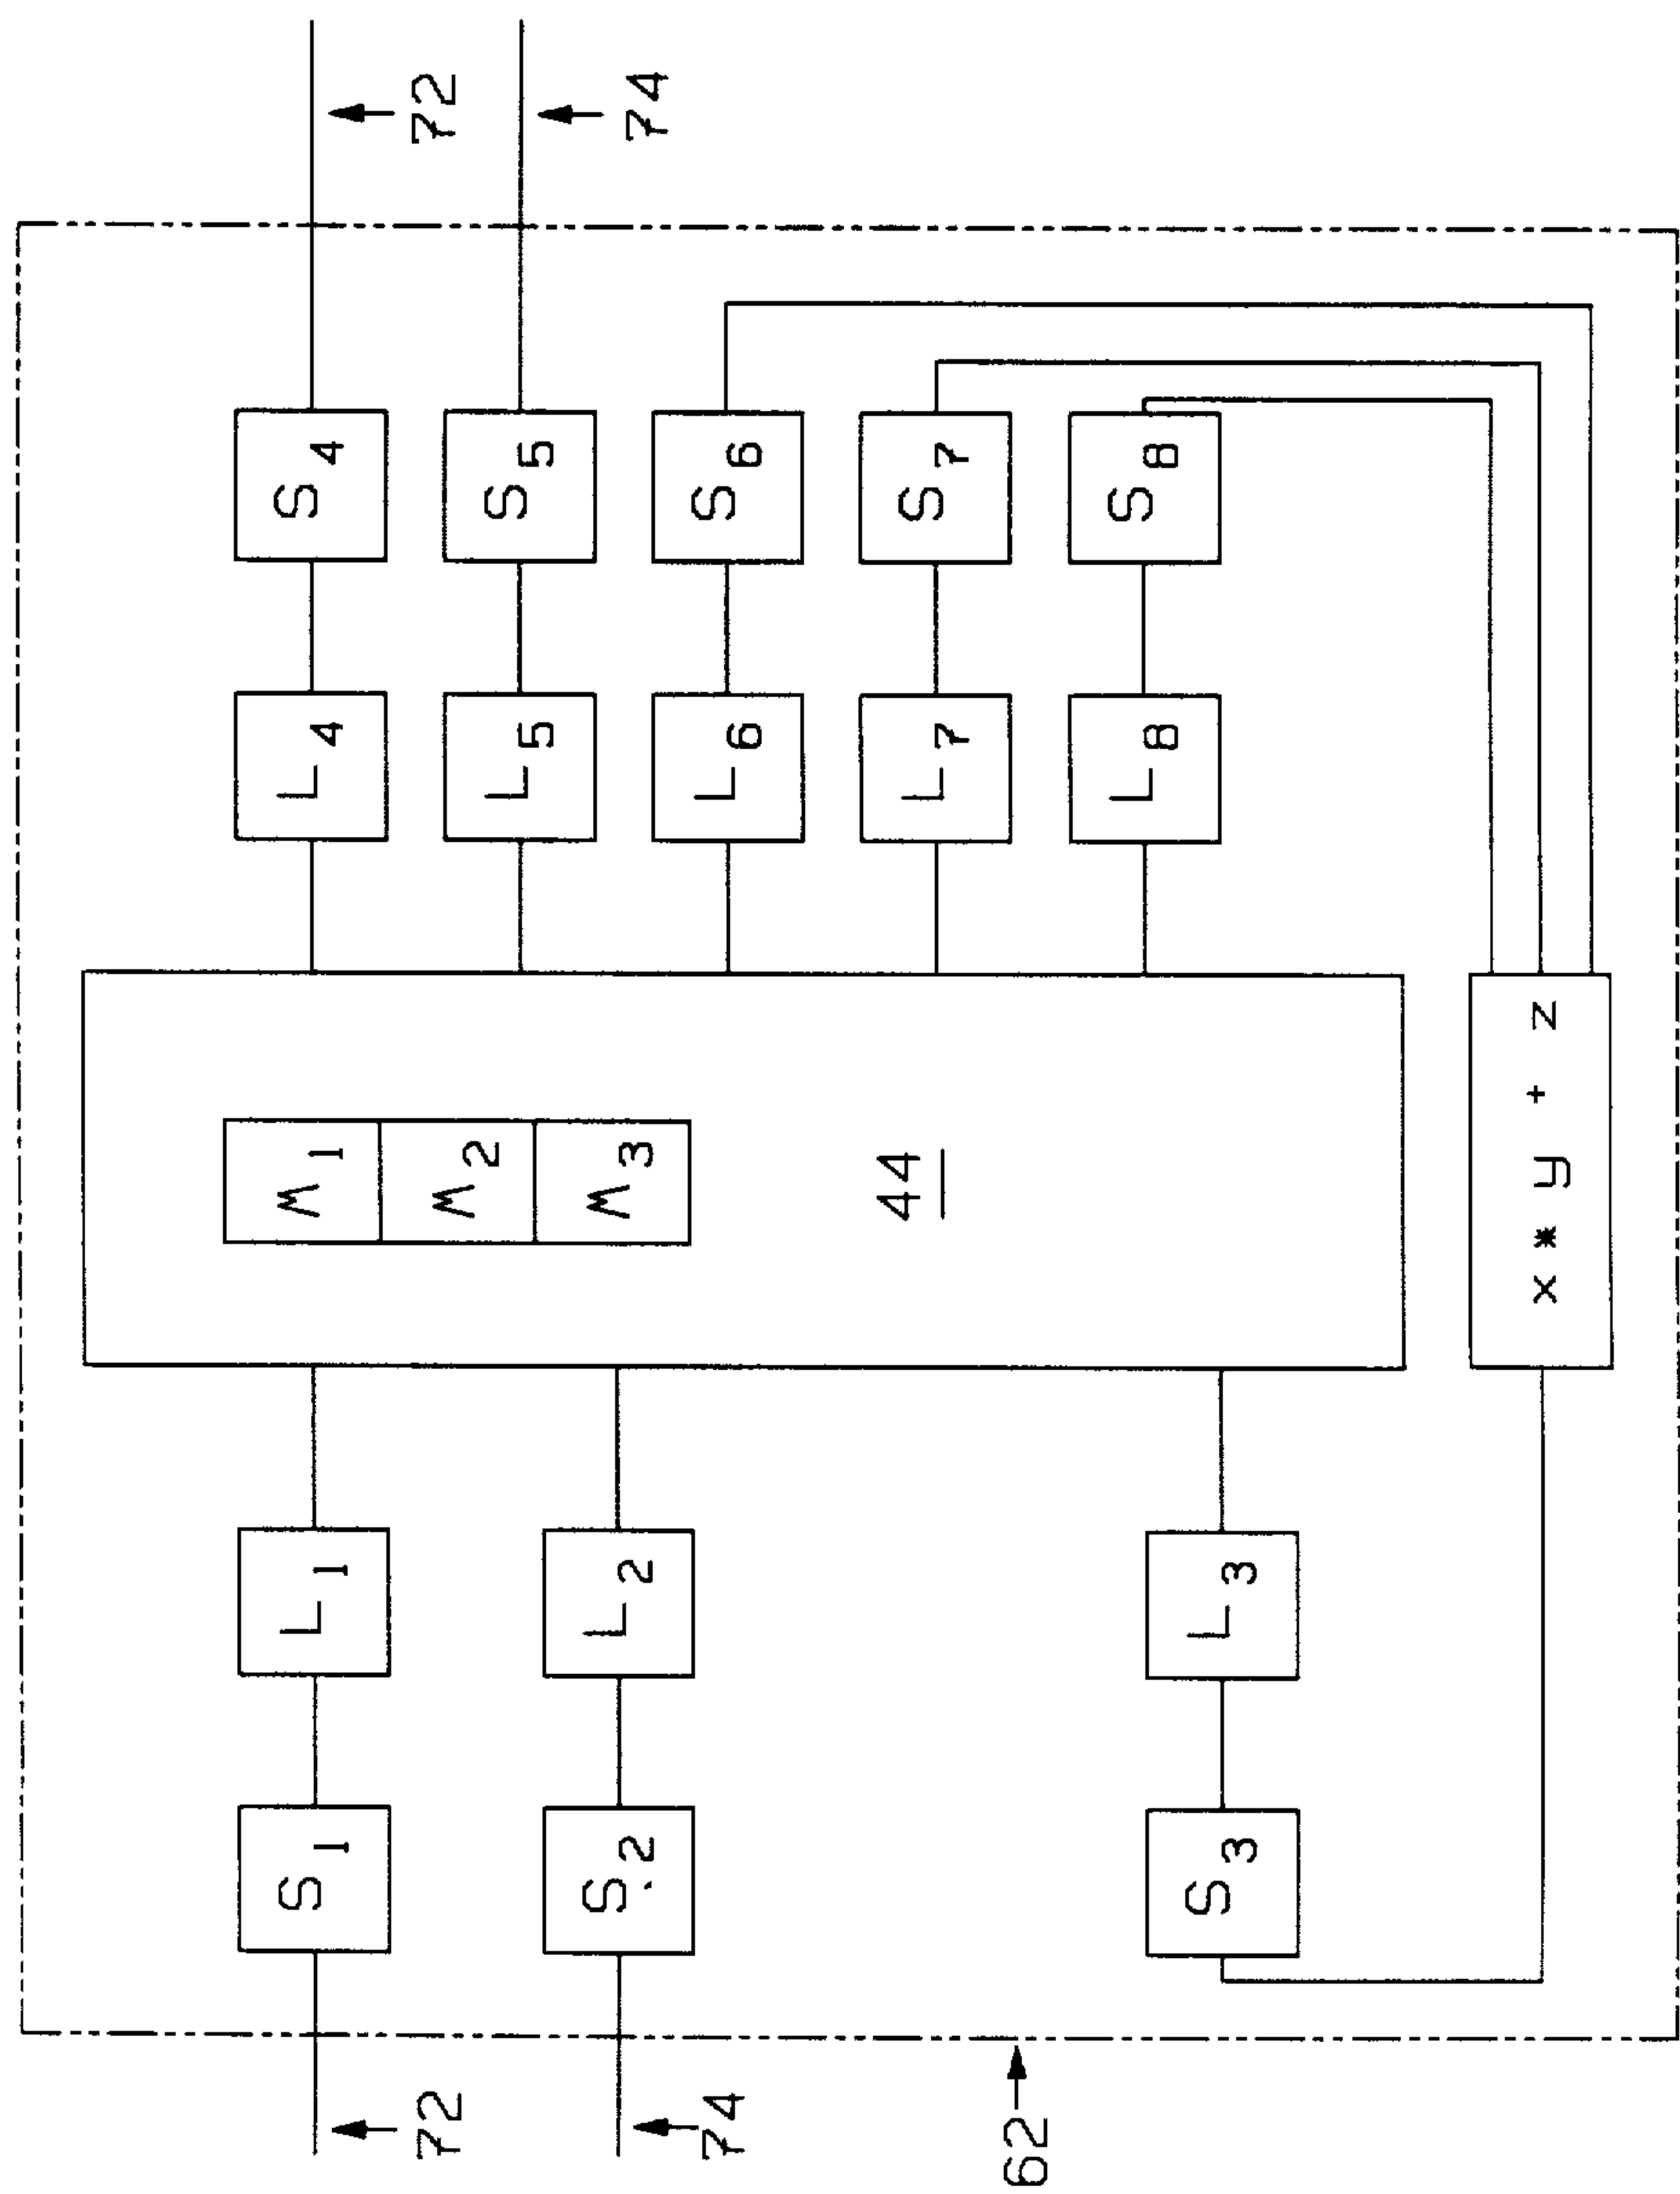 S1 L1 M1 L4 S4
72 72
M2 L5 S5
S2 L2 M3
74 74
L6 S6
44 L7 S7
62
L8 S8
S3 L3
x * y + z